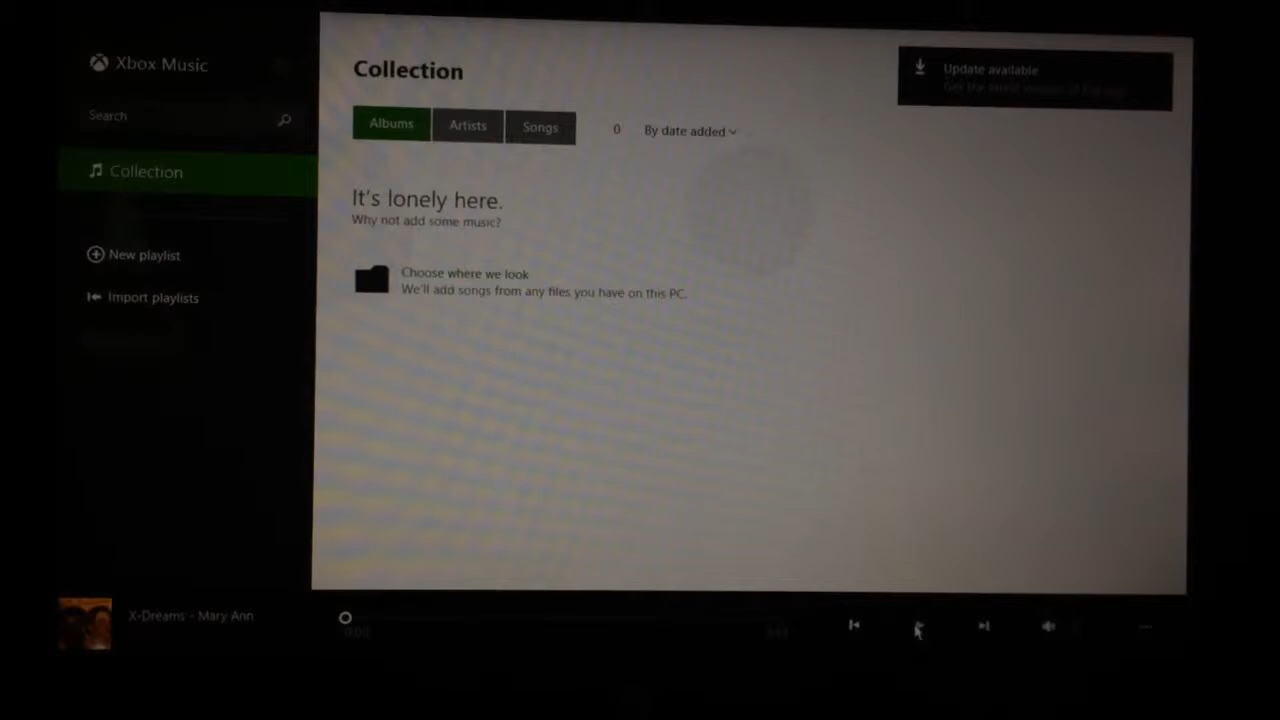 Xbox Music
Search
Collection
New playlist
Import playlists
Collection
Albums
Artists
Songs
0
By date added
It's lonely here.
Why not add some music?
Choose where we look
We'll add songs from any files you have on this PC.
Update available
X-Dreams - Mary Ann
0:00